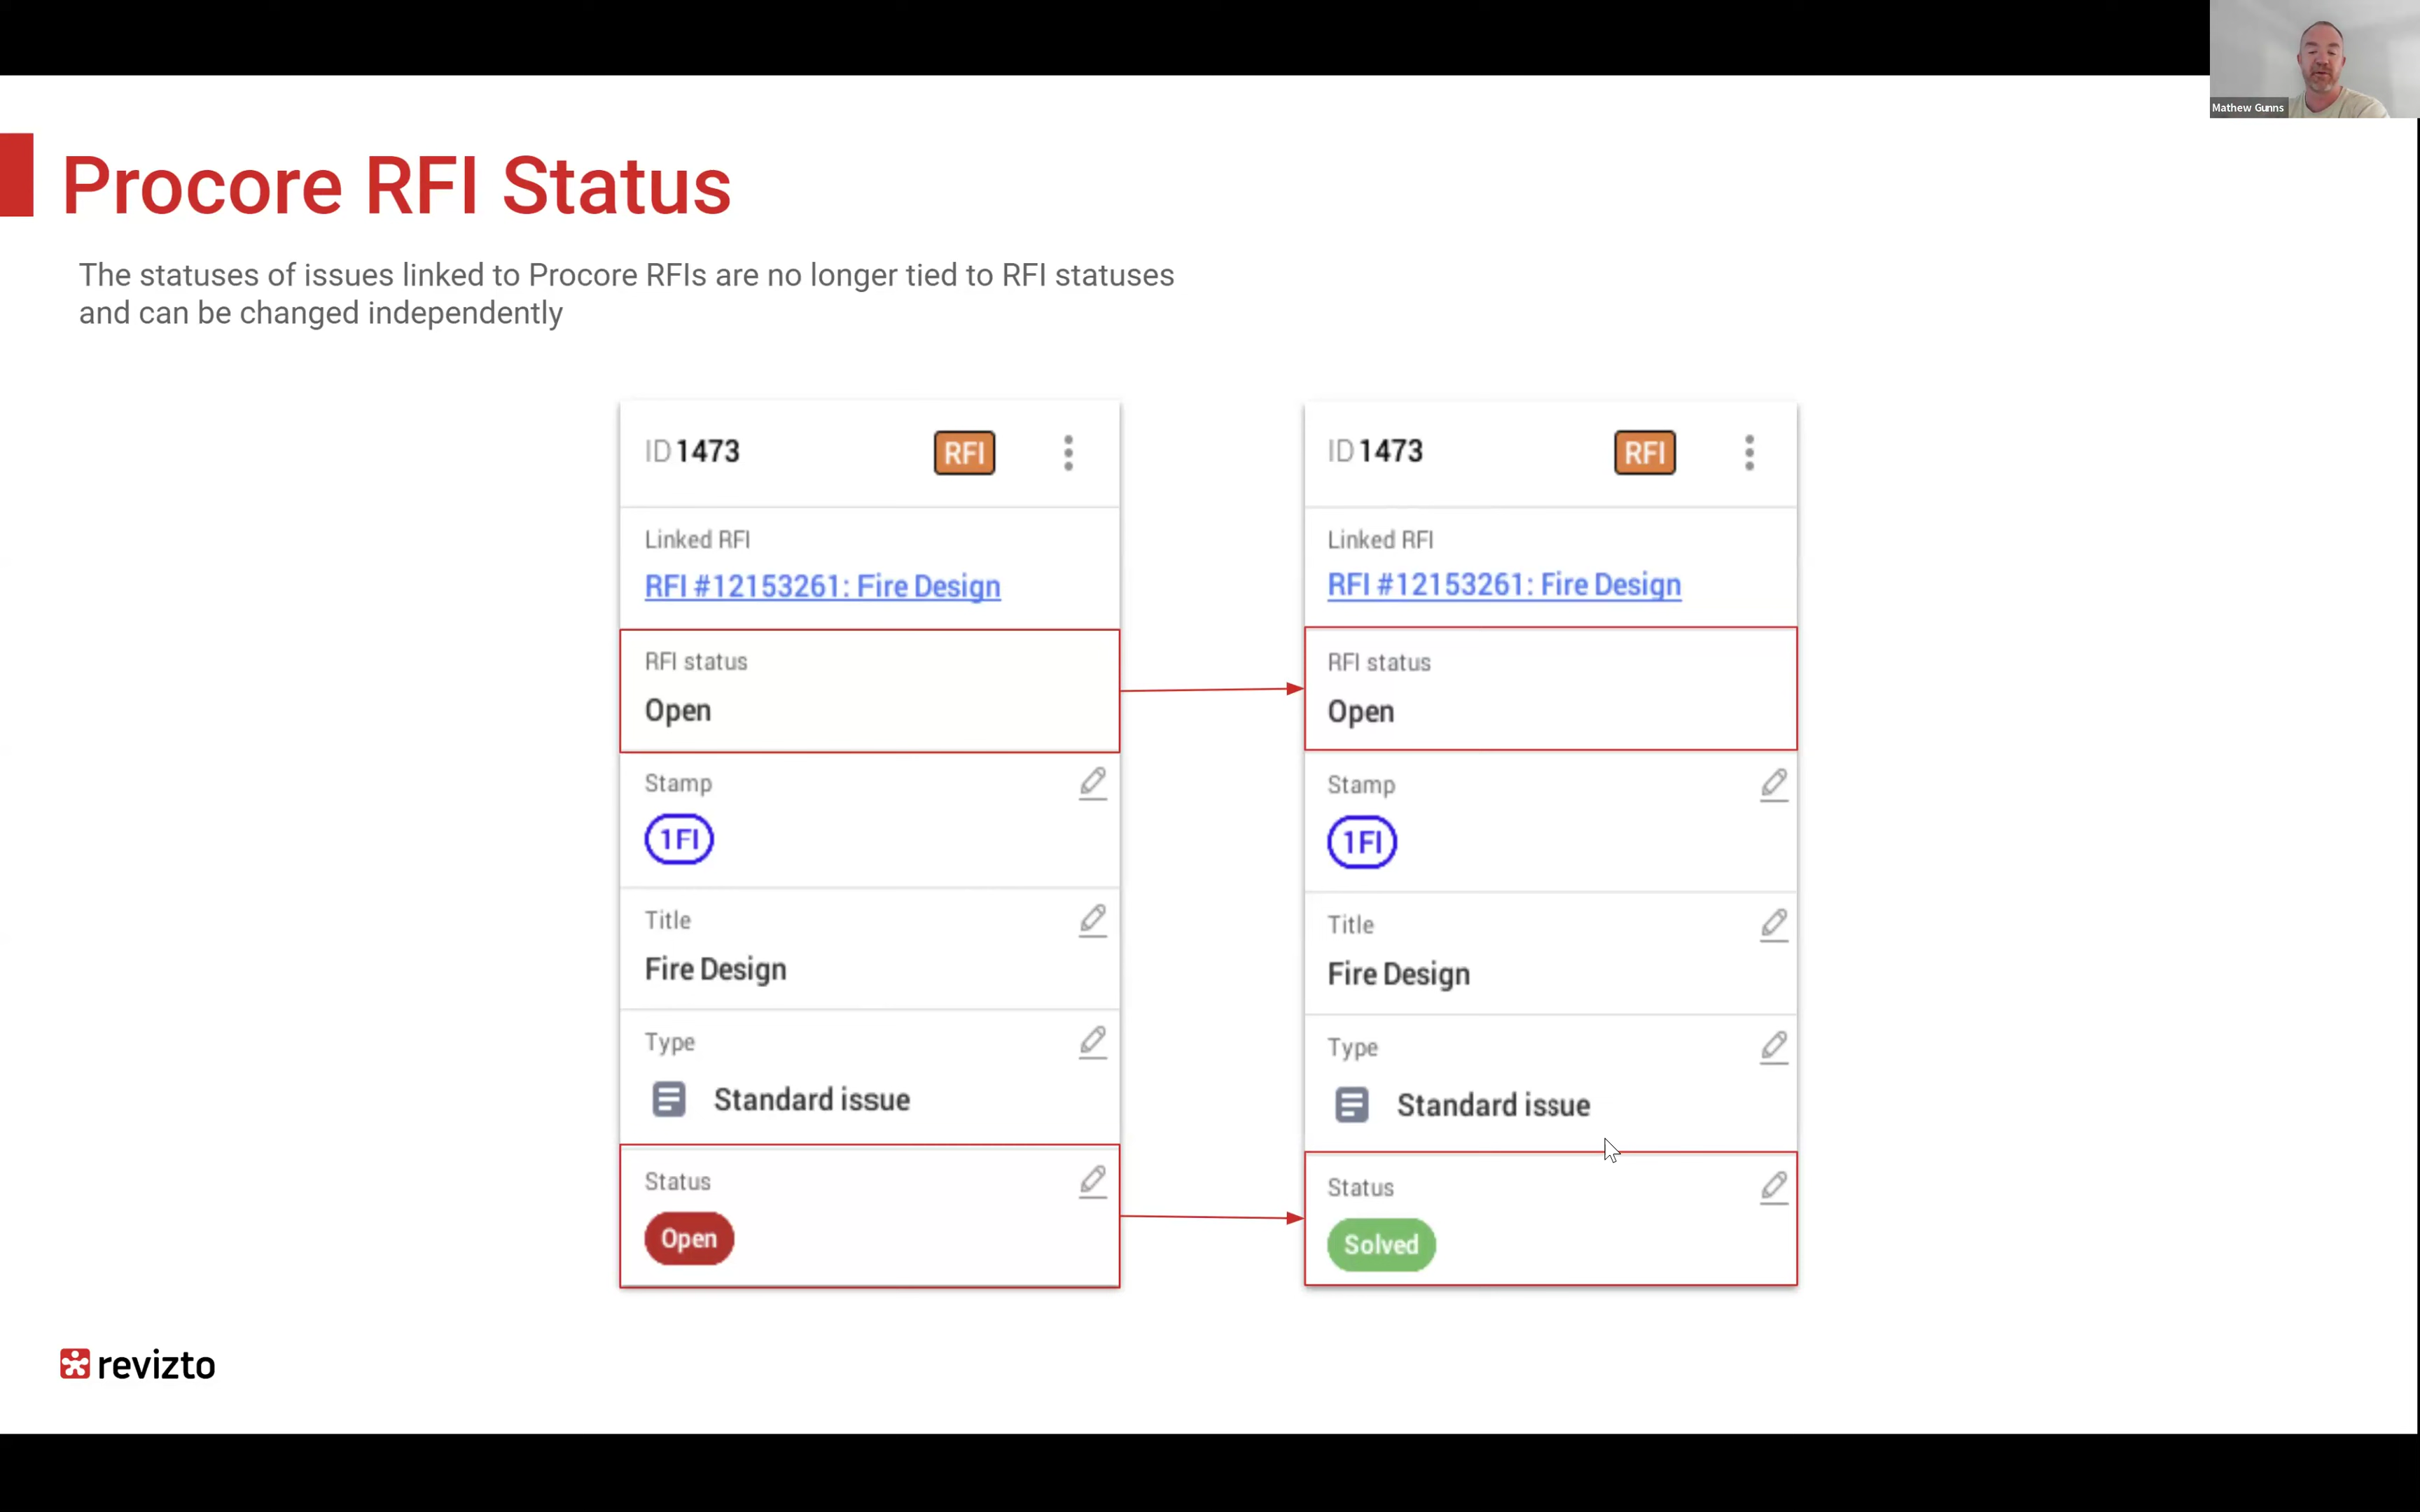 Mathew Gunns
Procore RFI Status
The statuses of issues linked to Procore RFIs are no longer tied to RFI statuses
and can be changed independently
ID 1473
RFI
Linked RFI
RFI #12153261: Fire Design
RFI status
Open
Stamp
1FI
Title
Fire Design
Type
Standard issue
Status
Open
ID 1473
RFI
Linked RFI
RFI #12153261: Fire Design
RFI status
Open
Stamp
1FI
Title
Fire Design
Type
Standard issue
Status
Solved
revizto